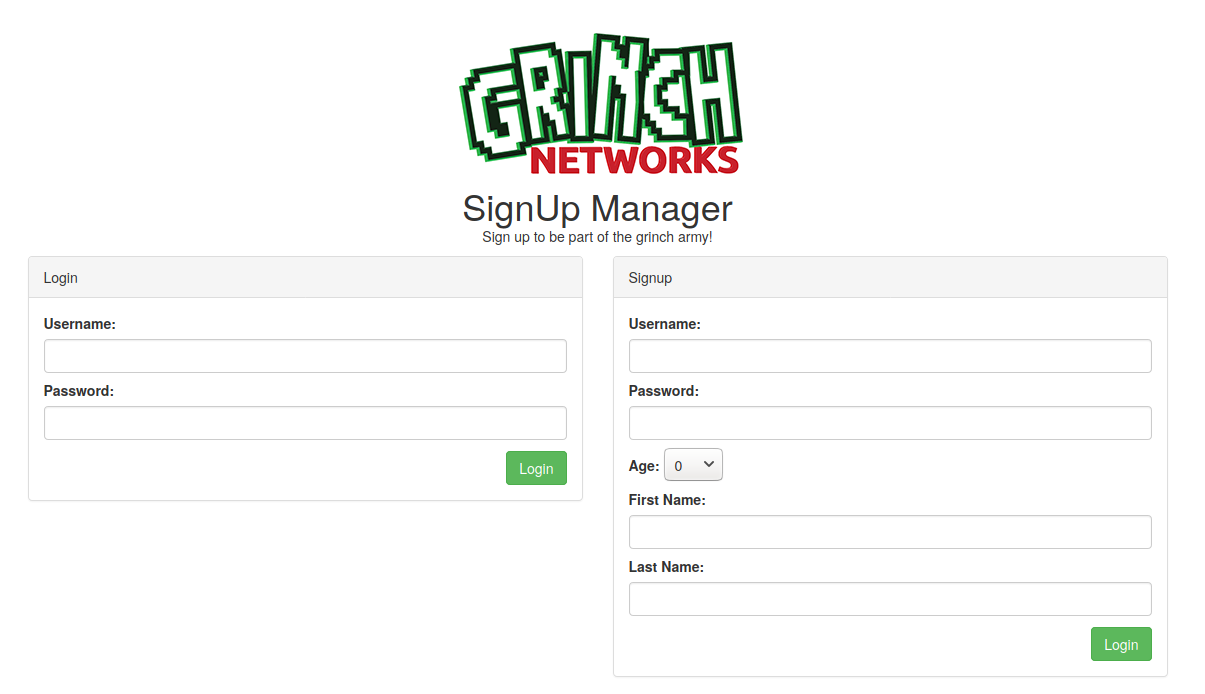 GRINCH
NETWORKS
SignUp Manager
Sign up to be part of the grinch army!
Login
Username:
Password:
Login
Signup
Username:
Password:
Age: 0
First Name:
Last Name:
Login